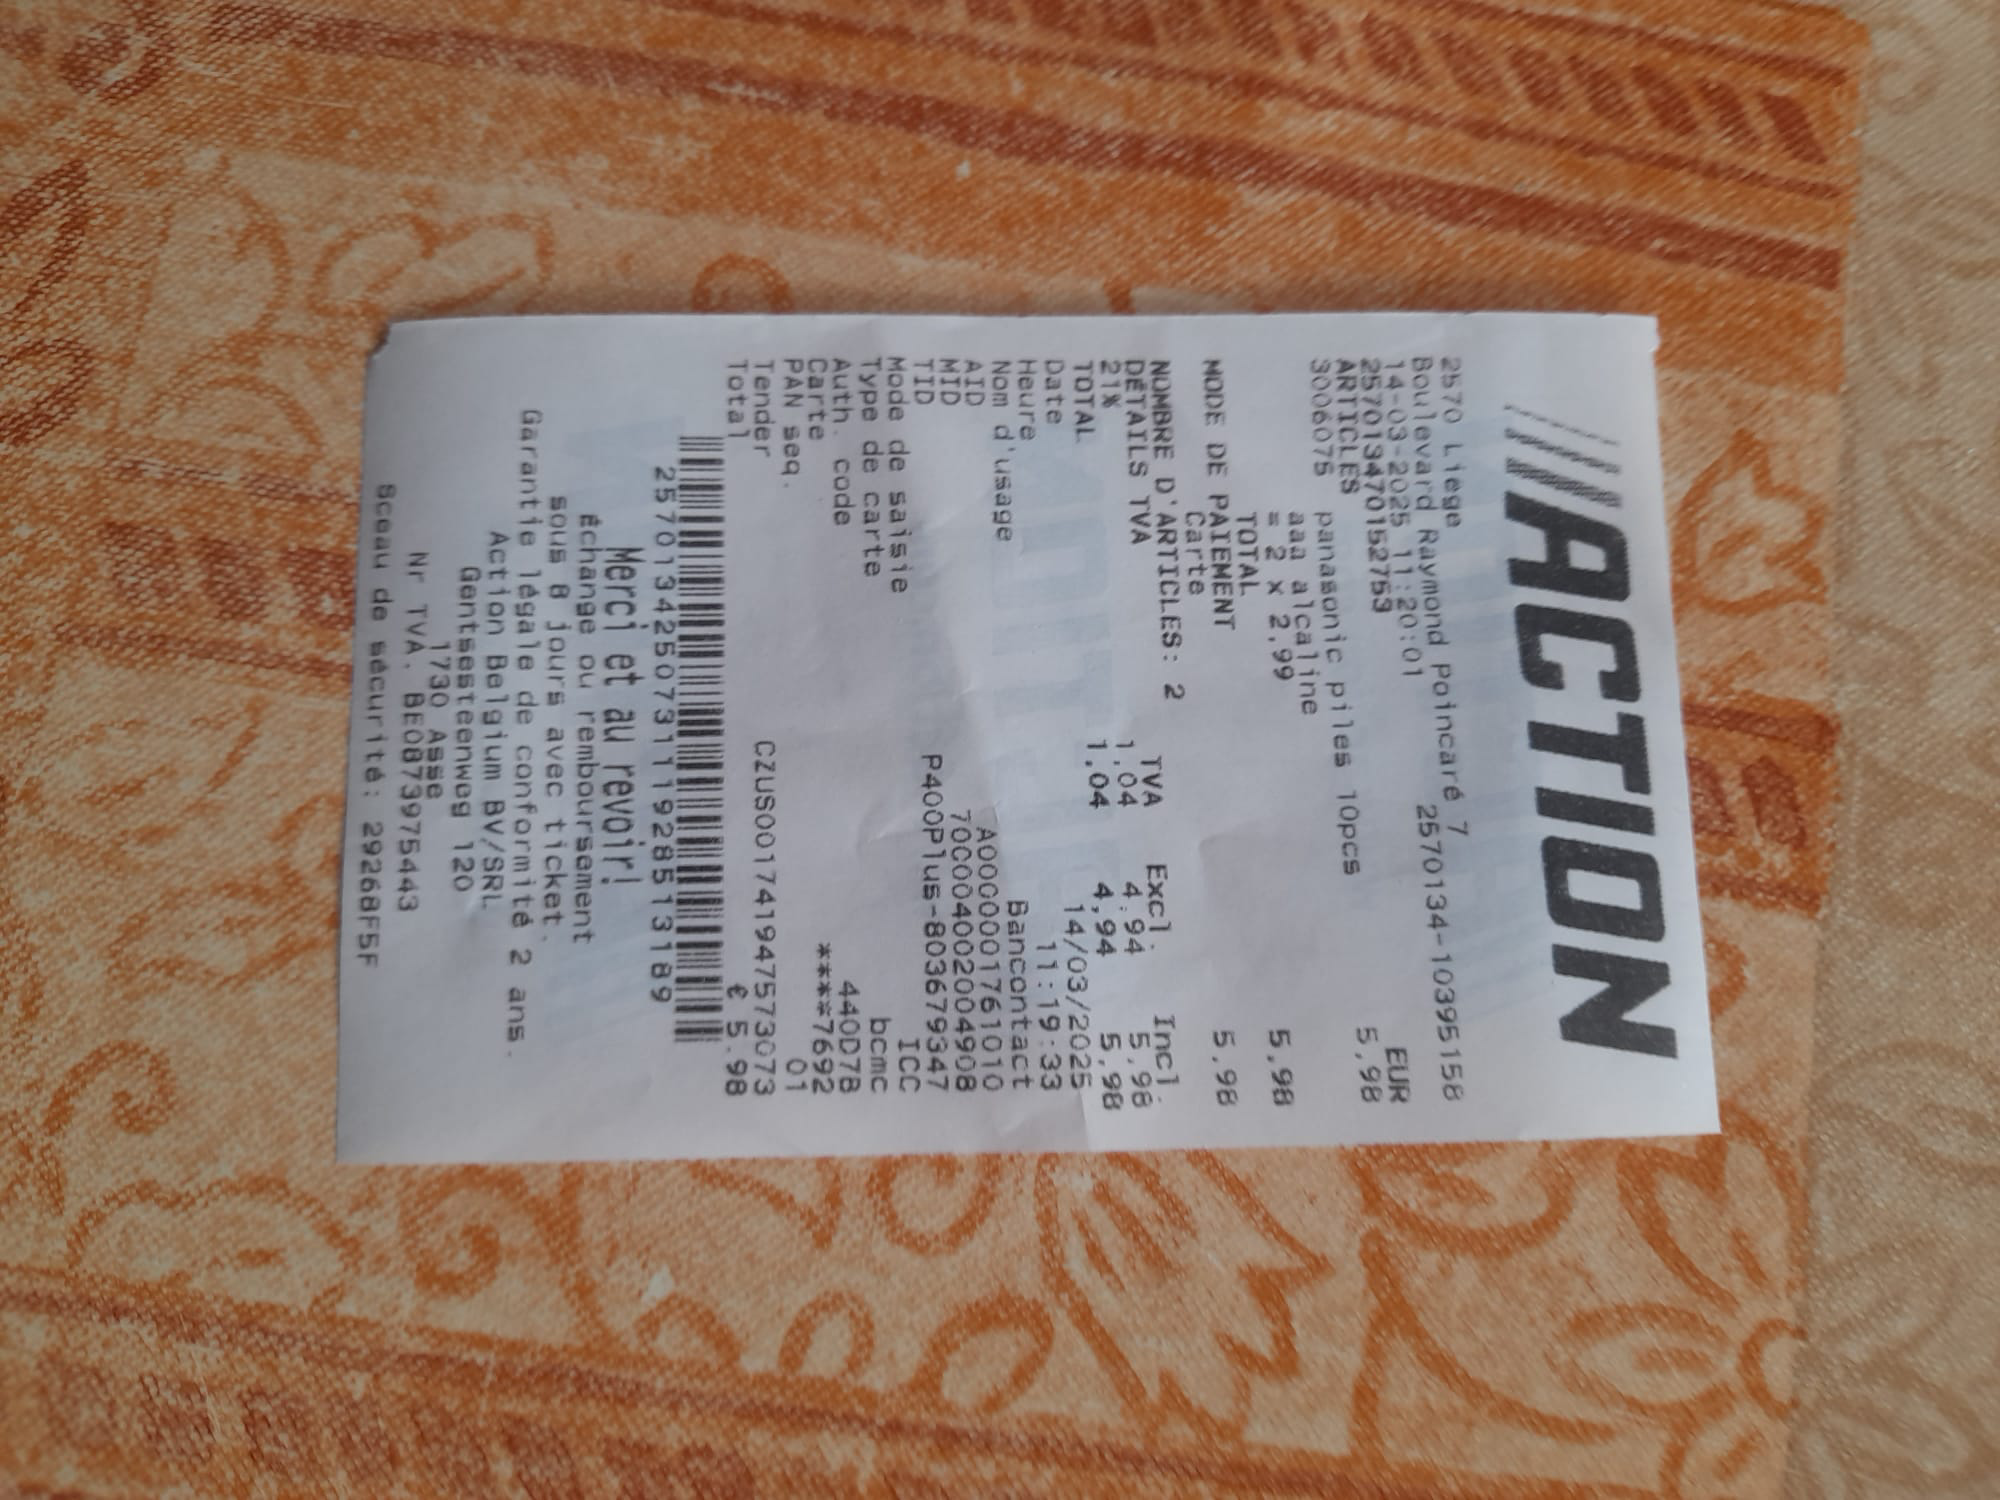 ACTION
2570 Liège 2570134-10395158
Boulevard Raymond Poincaré 7
14-03-2025 11:20:01
257013470152753 EUR
ARTICLES 5,98
3006075 panasonic piles 10pcs
aaa alcaline
= 2 x 2,99
TOTAL 5,98
MODE DE PAIEMENT
Carte 5,98
NOMBRE D'ARTICLES: 2
DÉTAILS TVA TVA Excl. Incl.
21% 1,04 4,94 5,98
TOTAL 1,04 4,94 5,98
Date 14/03/2025
Heure 11:19:33
Nom d'usage Bancontact
AID
MID
TID P400Plus-803679347
Mode de saisie ICC
Type de carte bcmc
Auth. code 440D7B
Carte ****7692
PAN seq. 01
Tender CZUS001741947573073
Total € 5.98
Merci et au revoir!
Échange ou remboursement
sous 8 jours avec ticket.
Garantie légale de conformité 2 ans.
Action Belgium BV/SRL
Gentsesteenweg 120
1730 Asse
Nr TVA. BE0873975443
Sceau de sécurité: 29268F5F